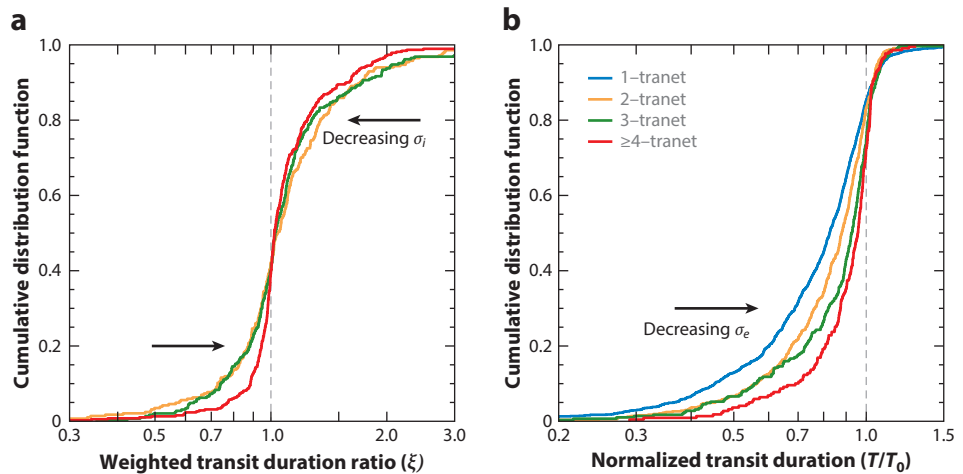 a
Cumulative distribution function
1.0
0.8
0.6
0.4
0.2
0
0.3
0.5
0.7
1.0
2.0
3.0
Decreasing σi
Weighted transit duration ratio (ξ)
b
Cumulative distribution function
1.0
0.8
0.6
0.4
0.2
0
0.2
0.3
0.5
0.7
1.0
1.5
1–tranet
2–tranet
3–tranet
≥4–tranet
Decreasing σe
Normalized transit duration (T/T0)